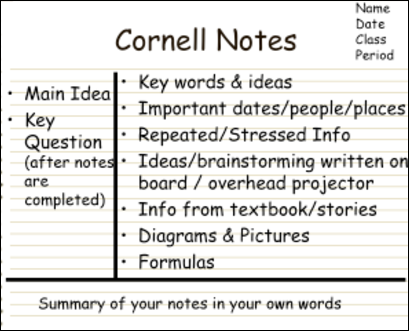 Name
Date
Class
Period
Cornell Notes
• Main Idea
• Key
Question
(after notes
are
completed)
• Key words & ideas
• Important dates/people/places
• Repeated/Stressed Info
• Ideas/brainstorming written on
board / overhead projector
• Info from textbook/stories
• Diagrams & Pictures
• Formulas
Summary of your notes in your own words